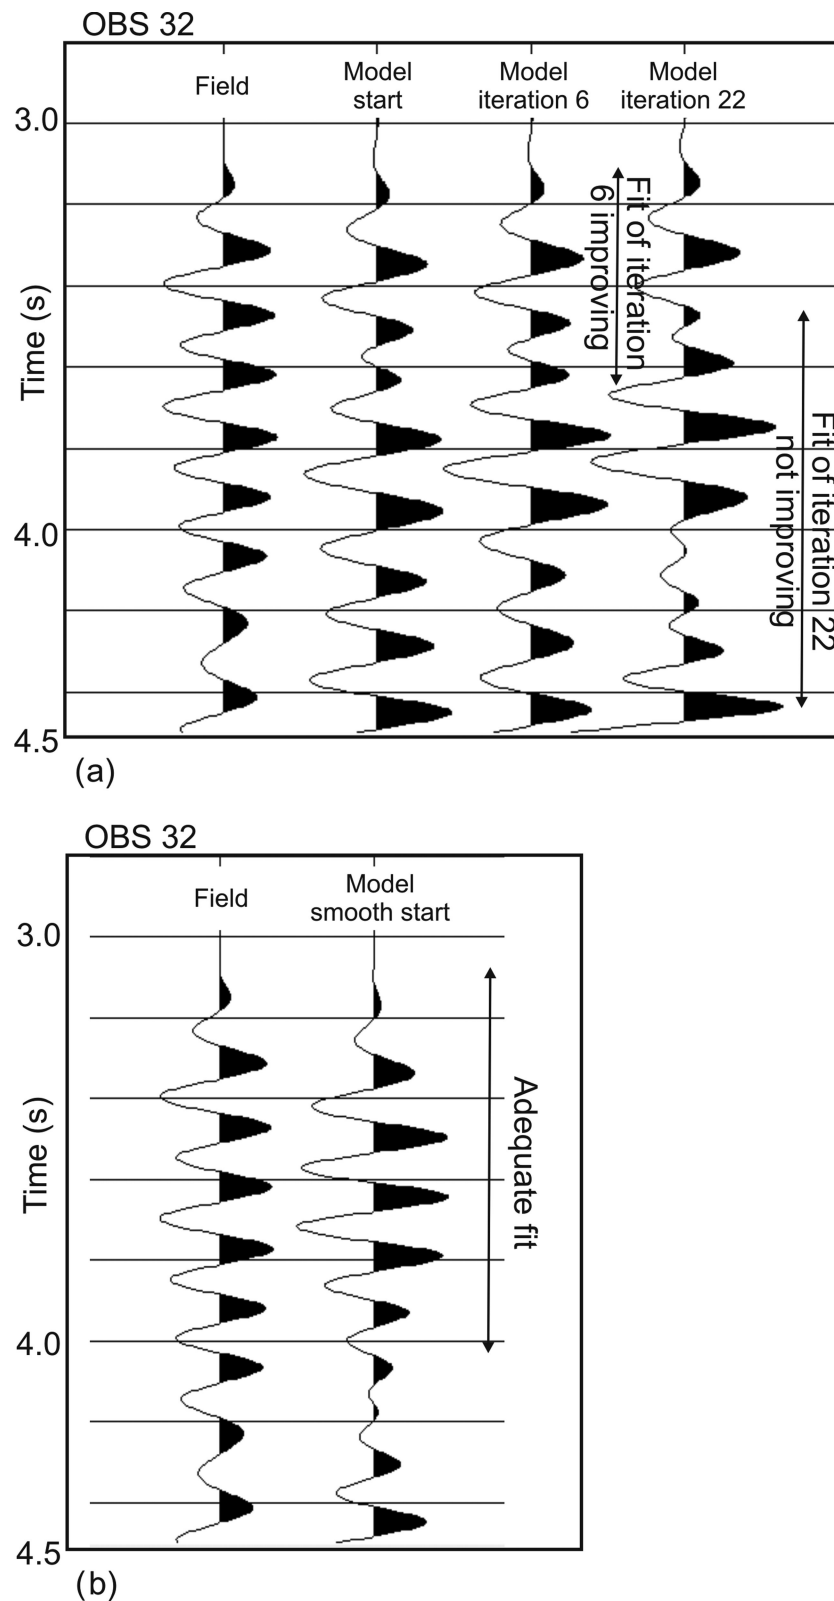 OBS 32
Field
Model
start
Model
iteration 6
Model
iteration 22
3.0
Fit of iteration
6 improving
Time (s)
Fit of iteration 22
not improving
4.0
4.5
(a)
OBS 32
Field
Model
smooth start
3.0
Adequate fit
Time (s)
4.0
4.5
(b)